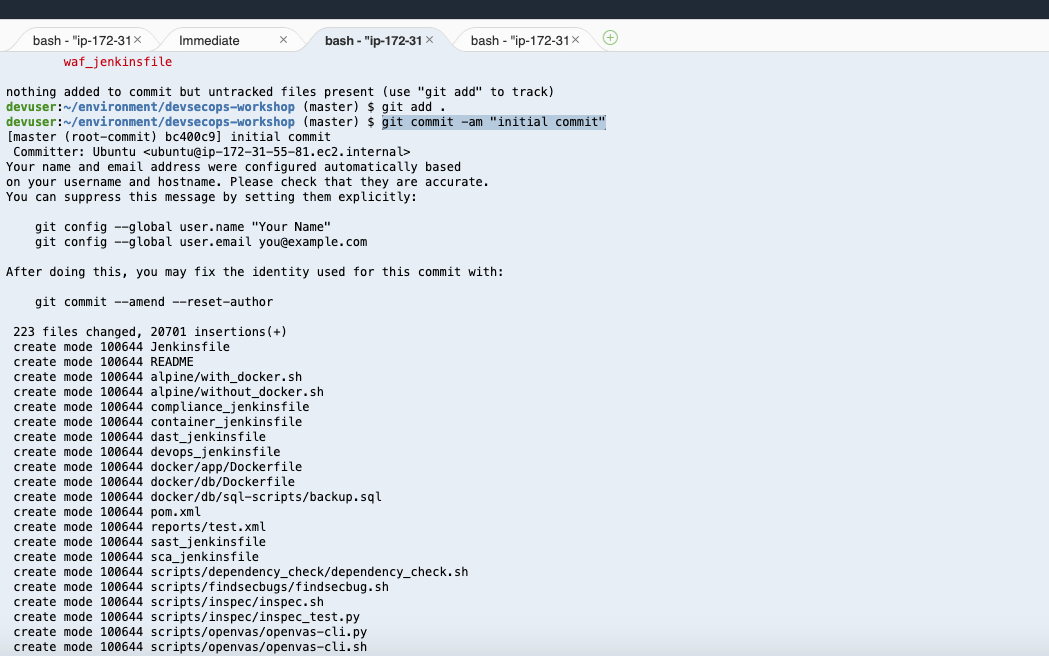 bash - "ip-172-31 × Immediate × bash - "ip-172-31 × bash - "ip-172-31 ×
waf_jenkinsfile
nothing added to commit but untracked files present (use "git add" to track)
devuser:~/environment/devsecops-workshop (master) $ git add .
devuser:~/environment/devsecops-workshop (master) $ git commit -am "initial commit"
[master (root-commit) bc400c9] initial commit
Committer: Ubuntu <ubuntu@ip-172-31-55-81.ec2.internal>
Your name and email address were configured automatically based
on your username and hostname. Please check that they are accurate.
You can suppress this message by setting them explicitly:
git config --global user.name "Your Name"
git config --global user.email you@example.com
After doing this, you may fix the identity used for this commit with:
git commit --amend --reset-author
223 files changed, 20701 insertions(+)
create mode 100644 Jenkinsfile
create mode 100644 README
create mode 100644 alpine/with_docker.sh
create mode 100644 alpine/without_docker.sh
create mode 100644 compliance_jenkinsfile
create mode 100644 container_jenkinsfile
create mode 100644 dast_jenkinsfile
create mode 100644 devops_jenkinsfile
create mode 100644 docker/app/Dockerfile
create mode 100644 docker/db/Dockerfile
create mode 100644 docker/db/sql-scripts/backup.sql
create mode 100644 pom.xml
create mode 100644 reports/test.xml
create mode 100644 sast_jenkinsfile
create mode 100644 sca_jenkinsfile
create mode 100644 scripts/dependency_check/dependency_check.sh
create mode 100644 scripts/findsecbugs/findsecbug.sh
create mode 100644 scripts/inspec/inspec.sh
create mode 100644 scripts/inspec/inspec_test.py
create mode 100644 scripts/openvas/openvas-cli.py
create mode 100644 scripts/openvas/openvas-cli.sh